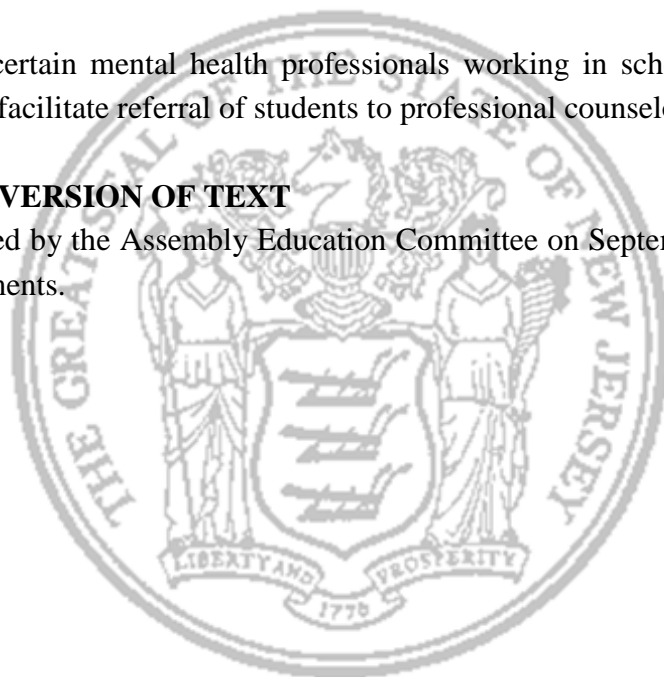 certain mental health professionals working in sch
facilitate referral of students to professional counsel
VERSION OF TEXT
ed by the Assembly Education Committee on Septe
nents.
THE GREAT SEAL OF THE STATE OF NEW JERSEY
LIBERTY AND PROSPERITY
1776